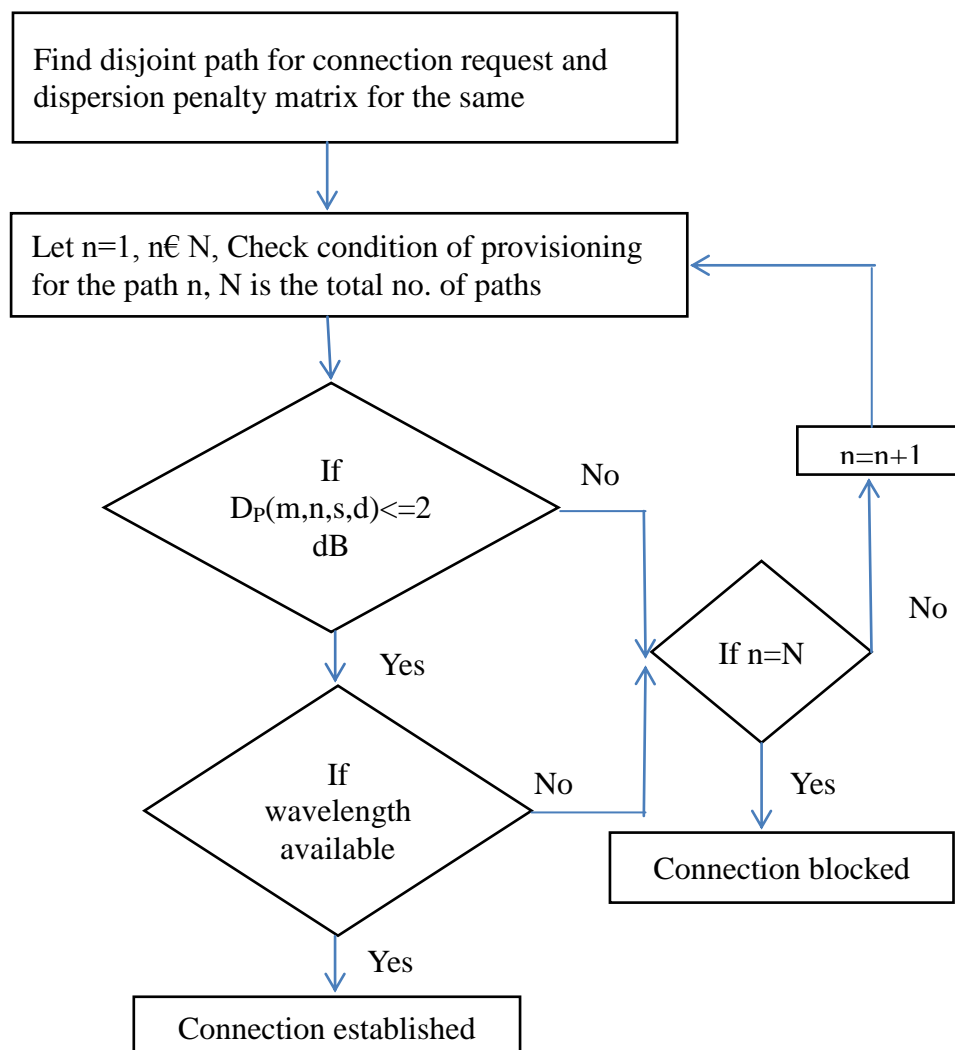 Find disjoint path for connection request and
dispersion penalty matrix for the same
Let n=1, n€ N, Check condition of provisioning
for the path n, N is the total no. of paths
n=n+1
If
D_P(m,n,s,d)<=2
dB
No
No
If n=N
Yes
If
wavelength
available
No
Yes
Connection blocked
Yes
Connection established